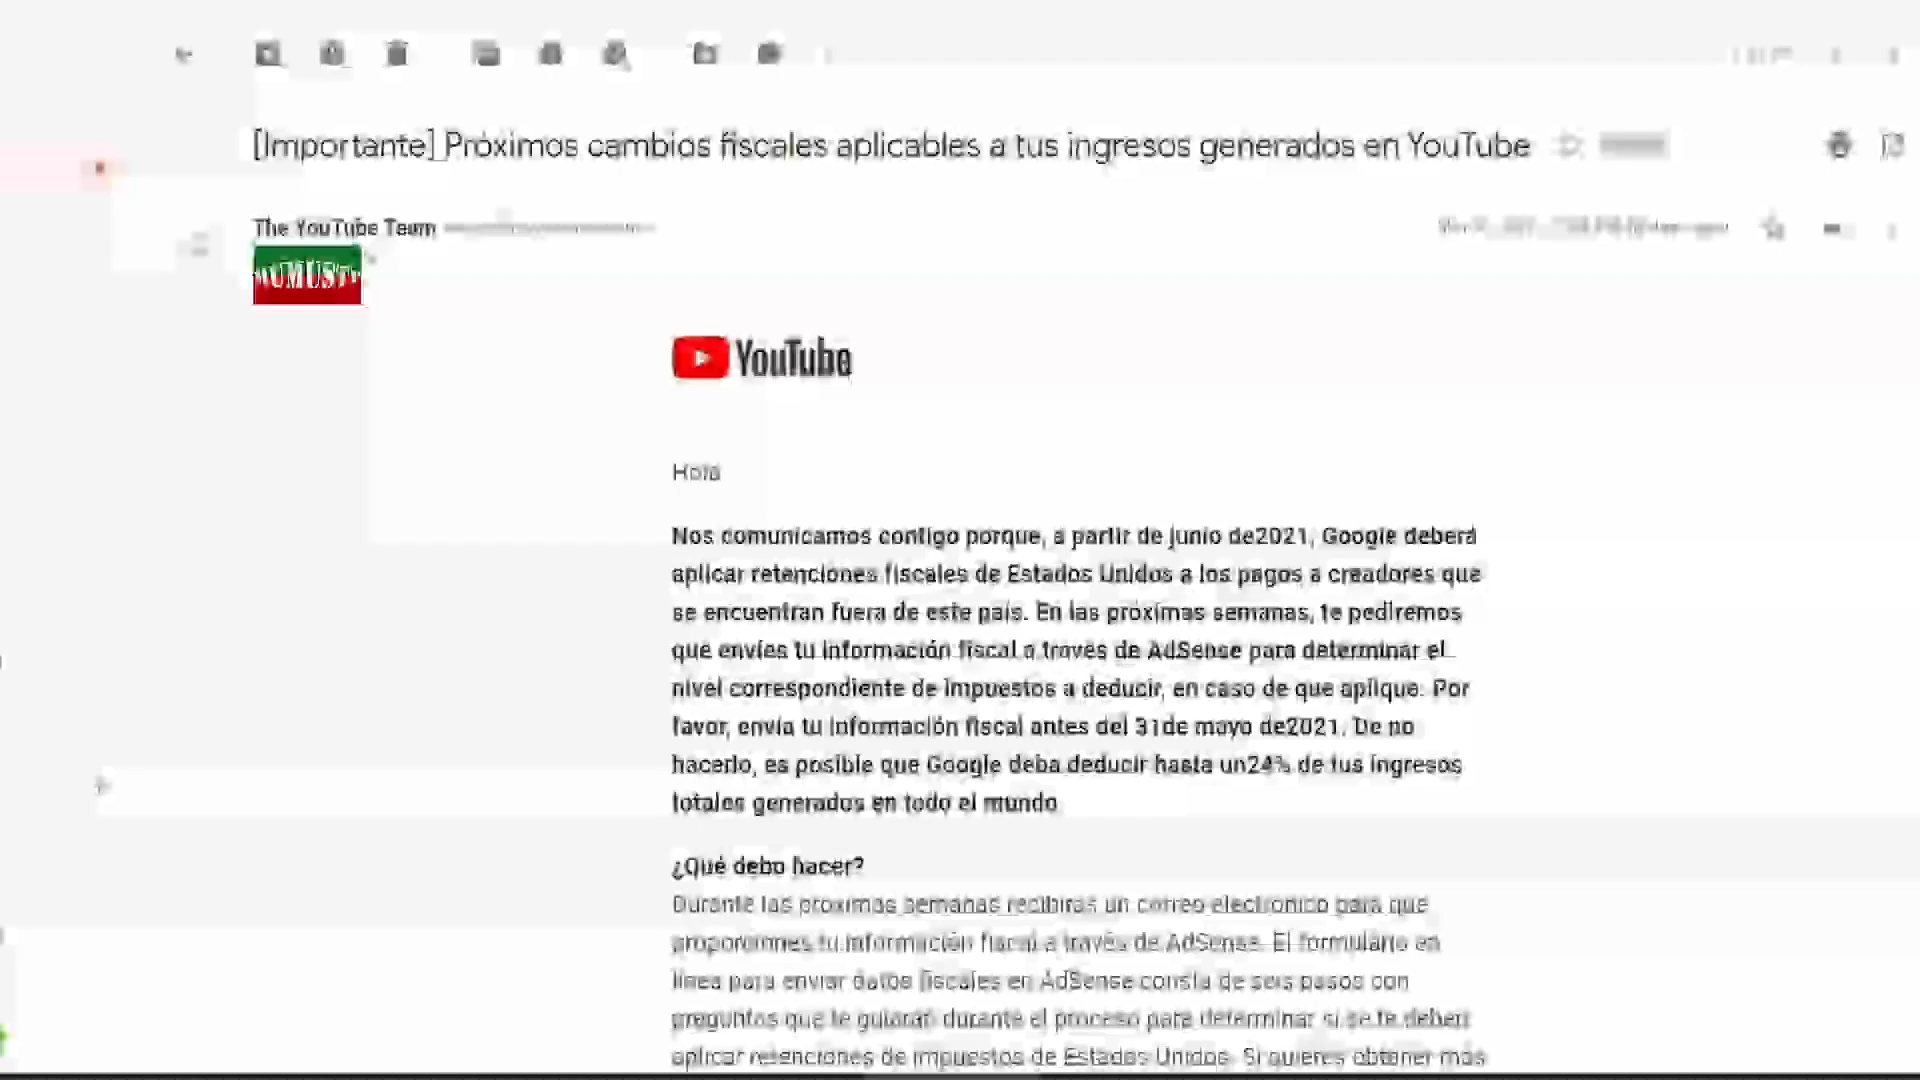 [Importante] Próximos cambios fiscales aplicables a tus ingresos generados en YouTube
The YouTube Team
YouTube
Hola
Nos comunicamos contigo porque, a partir de junio de2021, Google deberá
aplicar retenciones fiscales de Estados Unidos a los pagos a creadores que
se encuentran fuera de este país. En las próximas semanas, te pediremos
que envíes tu información fiscal a través de AdSense para determinar el
nivel correspondiente de impuestos a deducir, en caso de que aplique. Por
favor, envía tu información fiscal antes del 31de mayo de2021. De no
hacerlo, es posible que Google deba deducir hasta un24% de tus ingresos
totales generados en todo el mundo
¿Qué debo hacer?
Durante las próximas semanas recibirás un correo electrónico para que
proporciones tu información fiscal a través de AdSense. El formulario en
línea para enviar datos fiscales en AdSense consta de seis pasos con
preguntas que te guiarán durante el proceso para determinar si se te deben
aplicar retenciones de impuestos de Estados Unidos. Si quieres obtener más